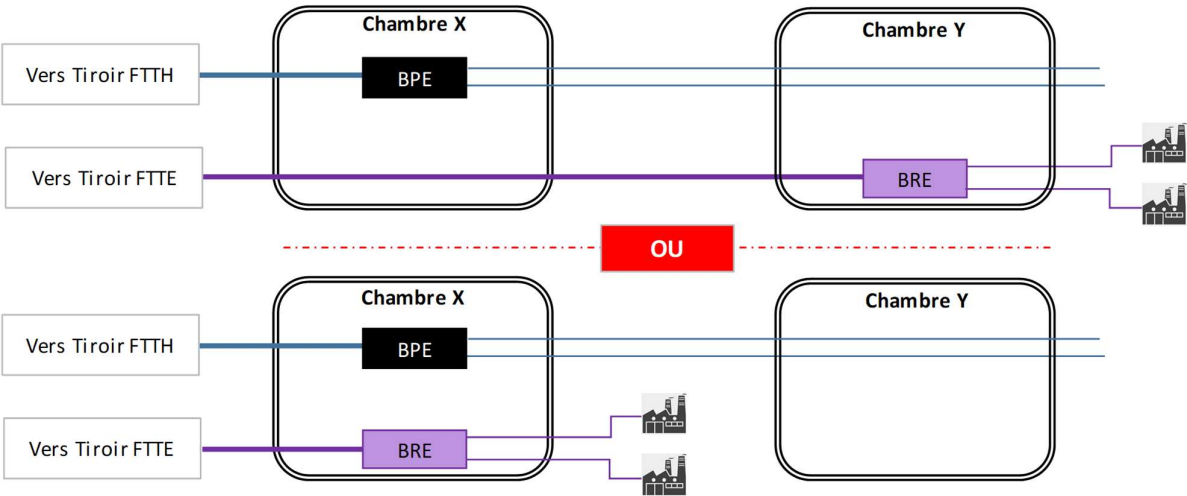 Chambre X
Chambre Y
Vers Tiroir FTTH
BPE
Vers Tiroir FTTE
BRE
OU
Chambre X
Chambre Y
Vers Tiroir FTTH
BPE
Vers Tiroir FTTE
BRE